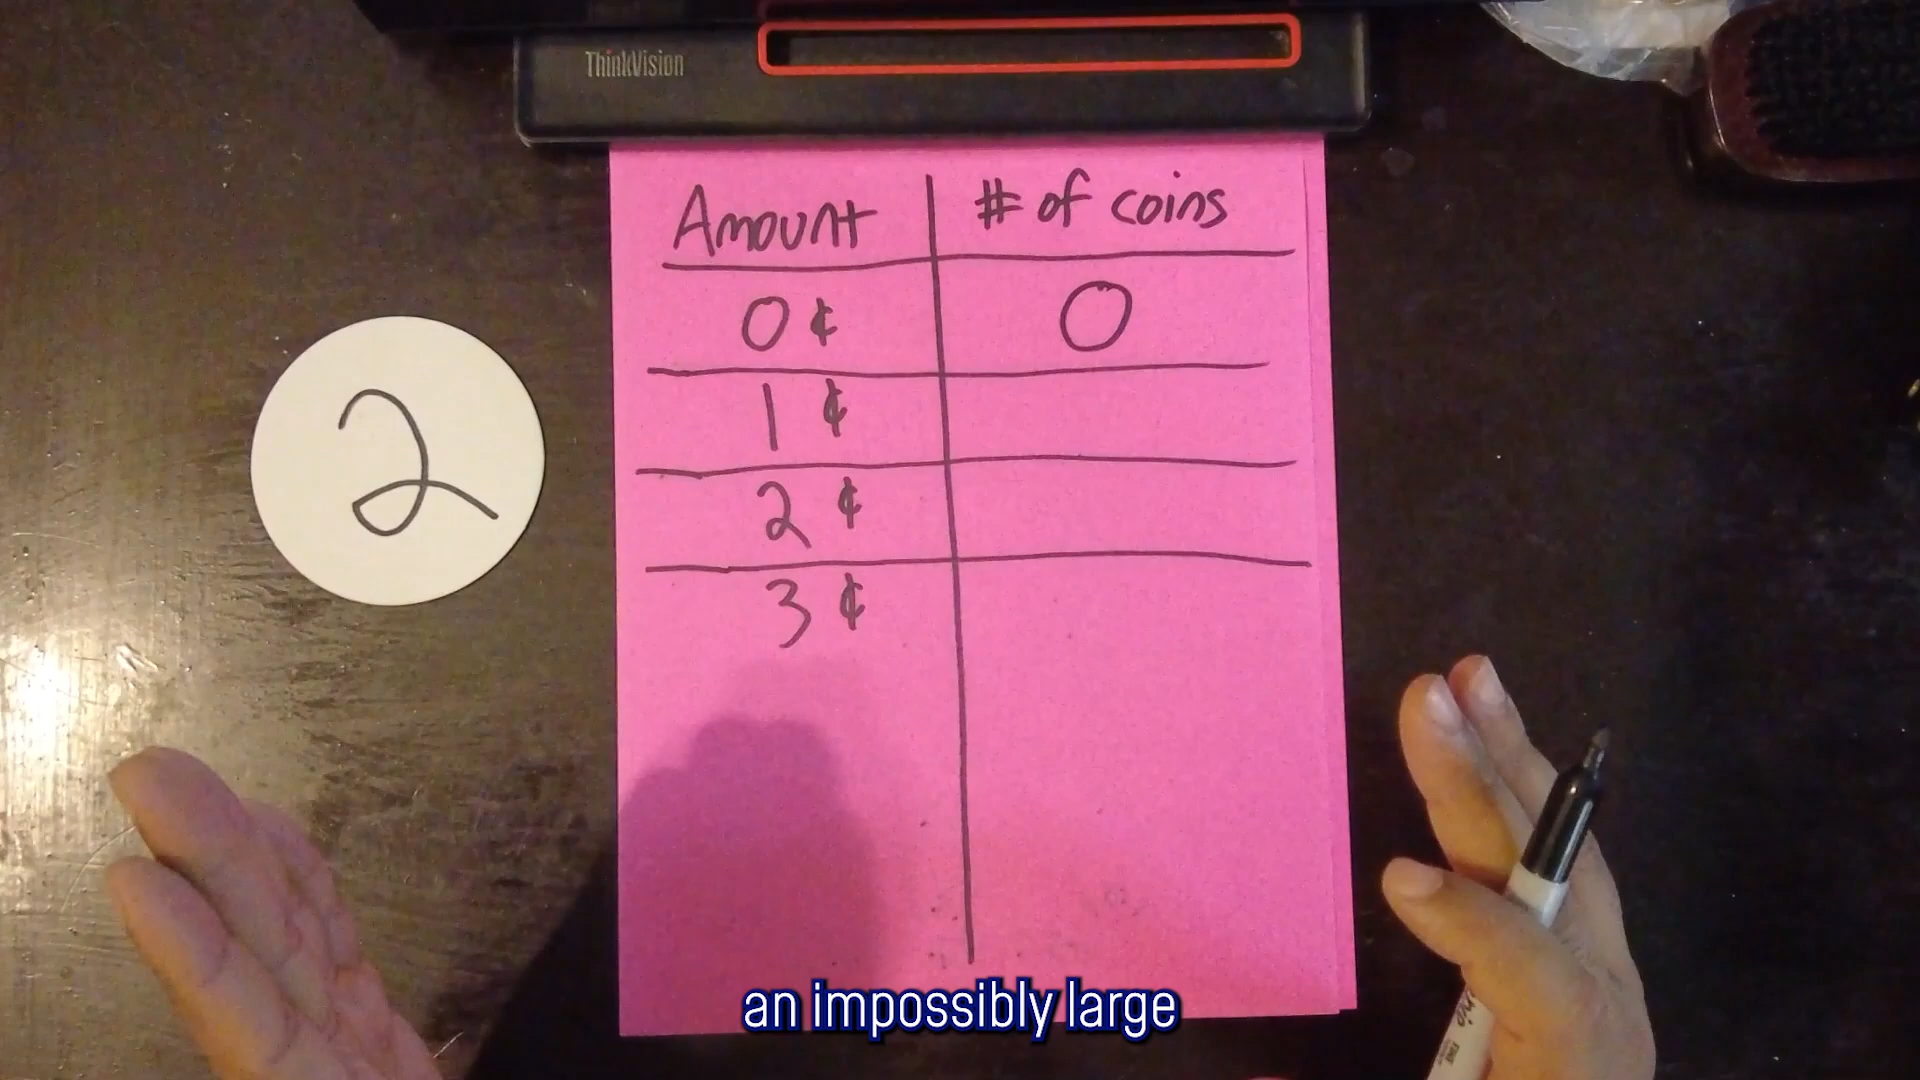 ThinkVision
Amount # of coins
0 ¢ 0
1 ¢
2 ¢
3 ¢
2
an impossibly large